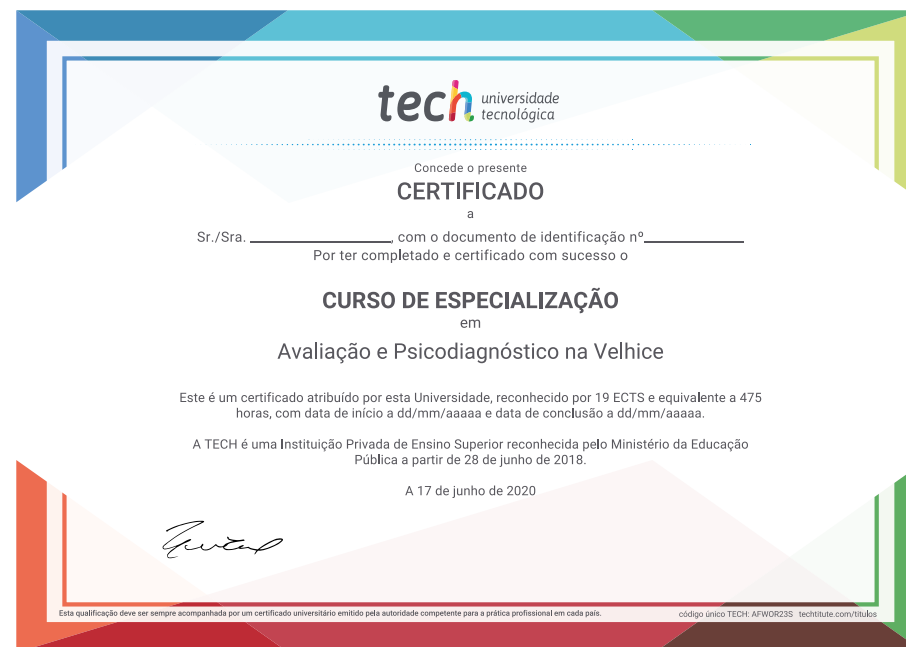 tech universidade
tecnológica
Concede o presente
CERTIFICADO
a
Sr./Sra. ____________, com o documento de identificação nº____________
Por ter completado e certificado com sucesso o
CURSO DE ESPECIALIZAÇÃO
em
Avaliação e Psicodiagnóstico na Velhice
Este é um certificado atribuído por esta Universidade, reconhecido por 19 ECTS e equivalente a 475
horas, com data de início a dd/mm/aaaaa e data de conclusão a dd/mm/aaaaa.
A TECH é uma Instituição Privada de Ensino Superior reconhecida pelo Ministério da Educação
Pública a partir de 28 de junho de 2018.
A 17 de junho de 2020
Esta qualificação deve ser sempre acompanhada por um certificado universitário emitido pela autoridade competente para a prática profissional em cada país.
código único TECH: AFWOR23S techtitute.com/titulos